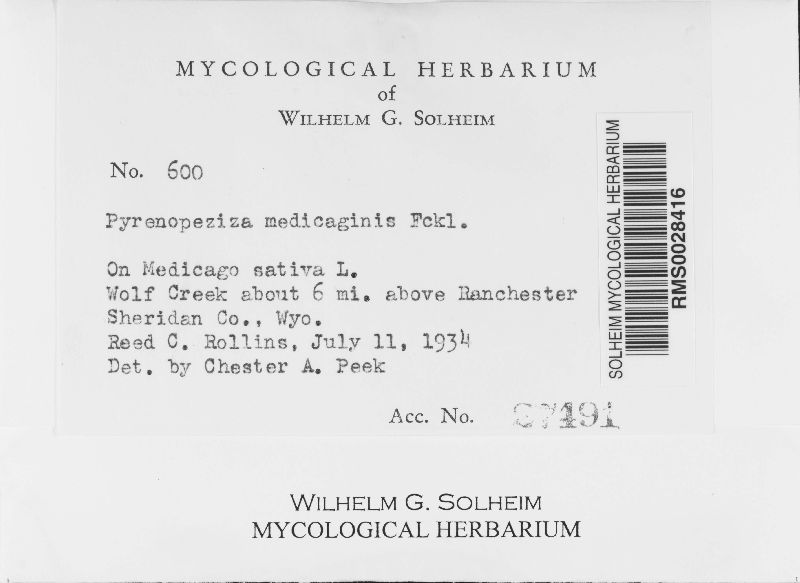 MYCOLOGICAL HERBARIUM
of
WILHELM G. SOLHEIM
No. 600
Pyrenopeziza medicaginis Fckl.
On Medicago sativa L.
Wolf Creek about 6 mi. above Ranchester
Sheridan Co., Wyo.
Reed C. Rollins, July 11, 1934
Det. by Chester A. Peek
Acc. No. 37491
SOLHEIM MYCOLOGICAL HERBARIUM
RMS0028416
WILHELM G. SOLHEIM
MYCOLOGICAL HERBARIUM